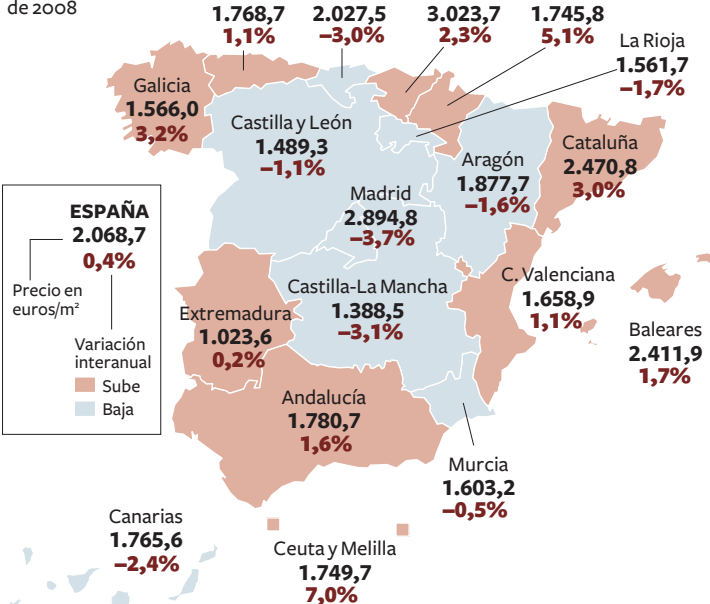 de 2008
1.768,7
1,1%
2.027,5
−3,0%
3.023,7
2,3%
1.745,8
5,1%
La Rioja
1.561,7
−1,7%
Galicia
1.566,0
3,2%
Castilla y León
1.489,3
−1,1%
Aragón
1.877,7
−1,6%
Cataluña
2.470,8
3,0%
Madrid
2.894,8
−3,7%
ESPAÑA
2.068,7
0,4%
Precio en
euros/m²
Variación
interanual
Sube
Baja
Castilla-La Mancha
1.388,5
−3,1%
C. Valenciana
1.658,9
1,1%
Extremadura
1.023,6
0,2%
Baleares
2.411,9
1,7%
Andalucía
1.780,7
1,6%
Murcia
1.603,2
−0,5%
Canarias
1.765,6
−2,4%
Ceuta y Melilla
1.749,7
7,0%